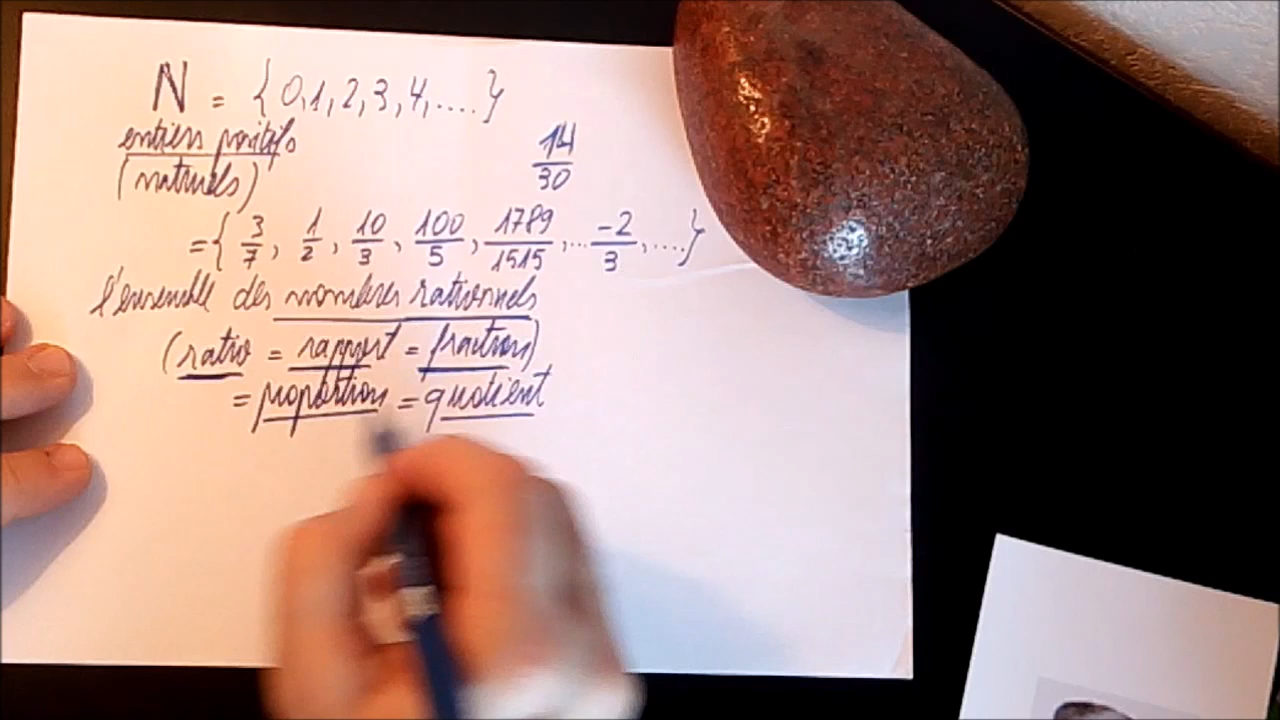 N = {0,1,2,3,4,.....}
entiers positifs
(naturels)
14/30
={ 3/7, 1/2, 10/3, 100/5, 1789/1515, ... -2/3, ....}
l'ensemble des nombres rationnels
(ratio = rapport = fraction)
= proportion = quotient